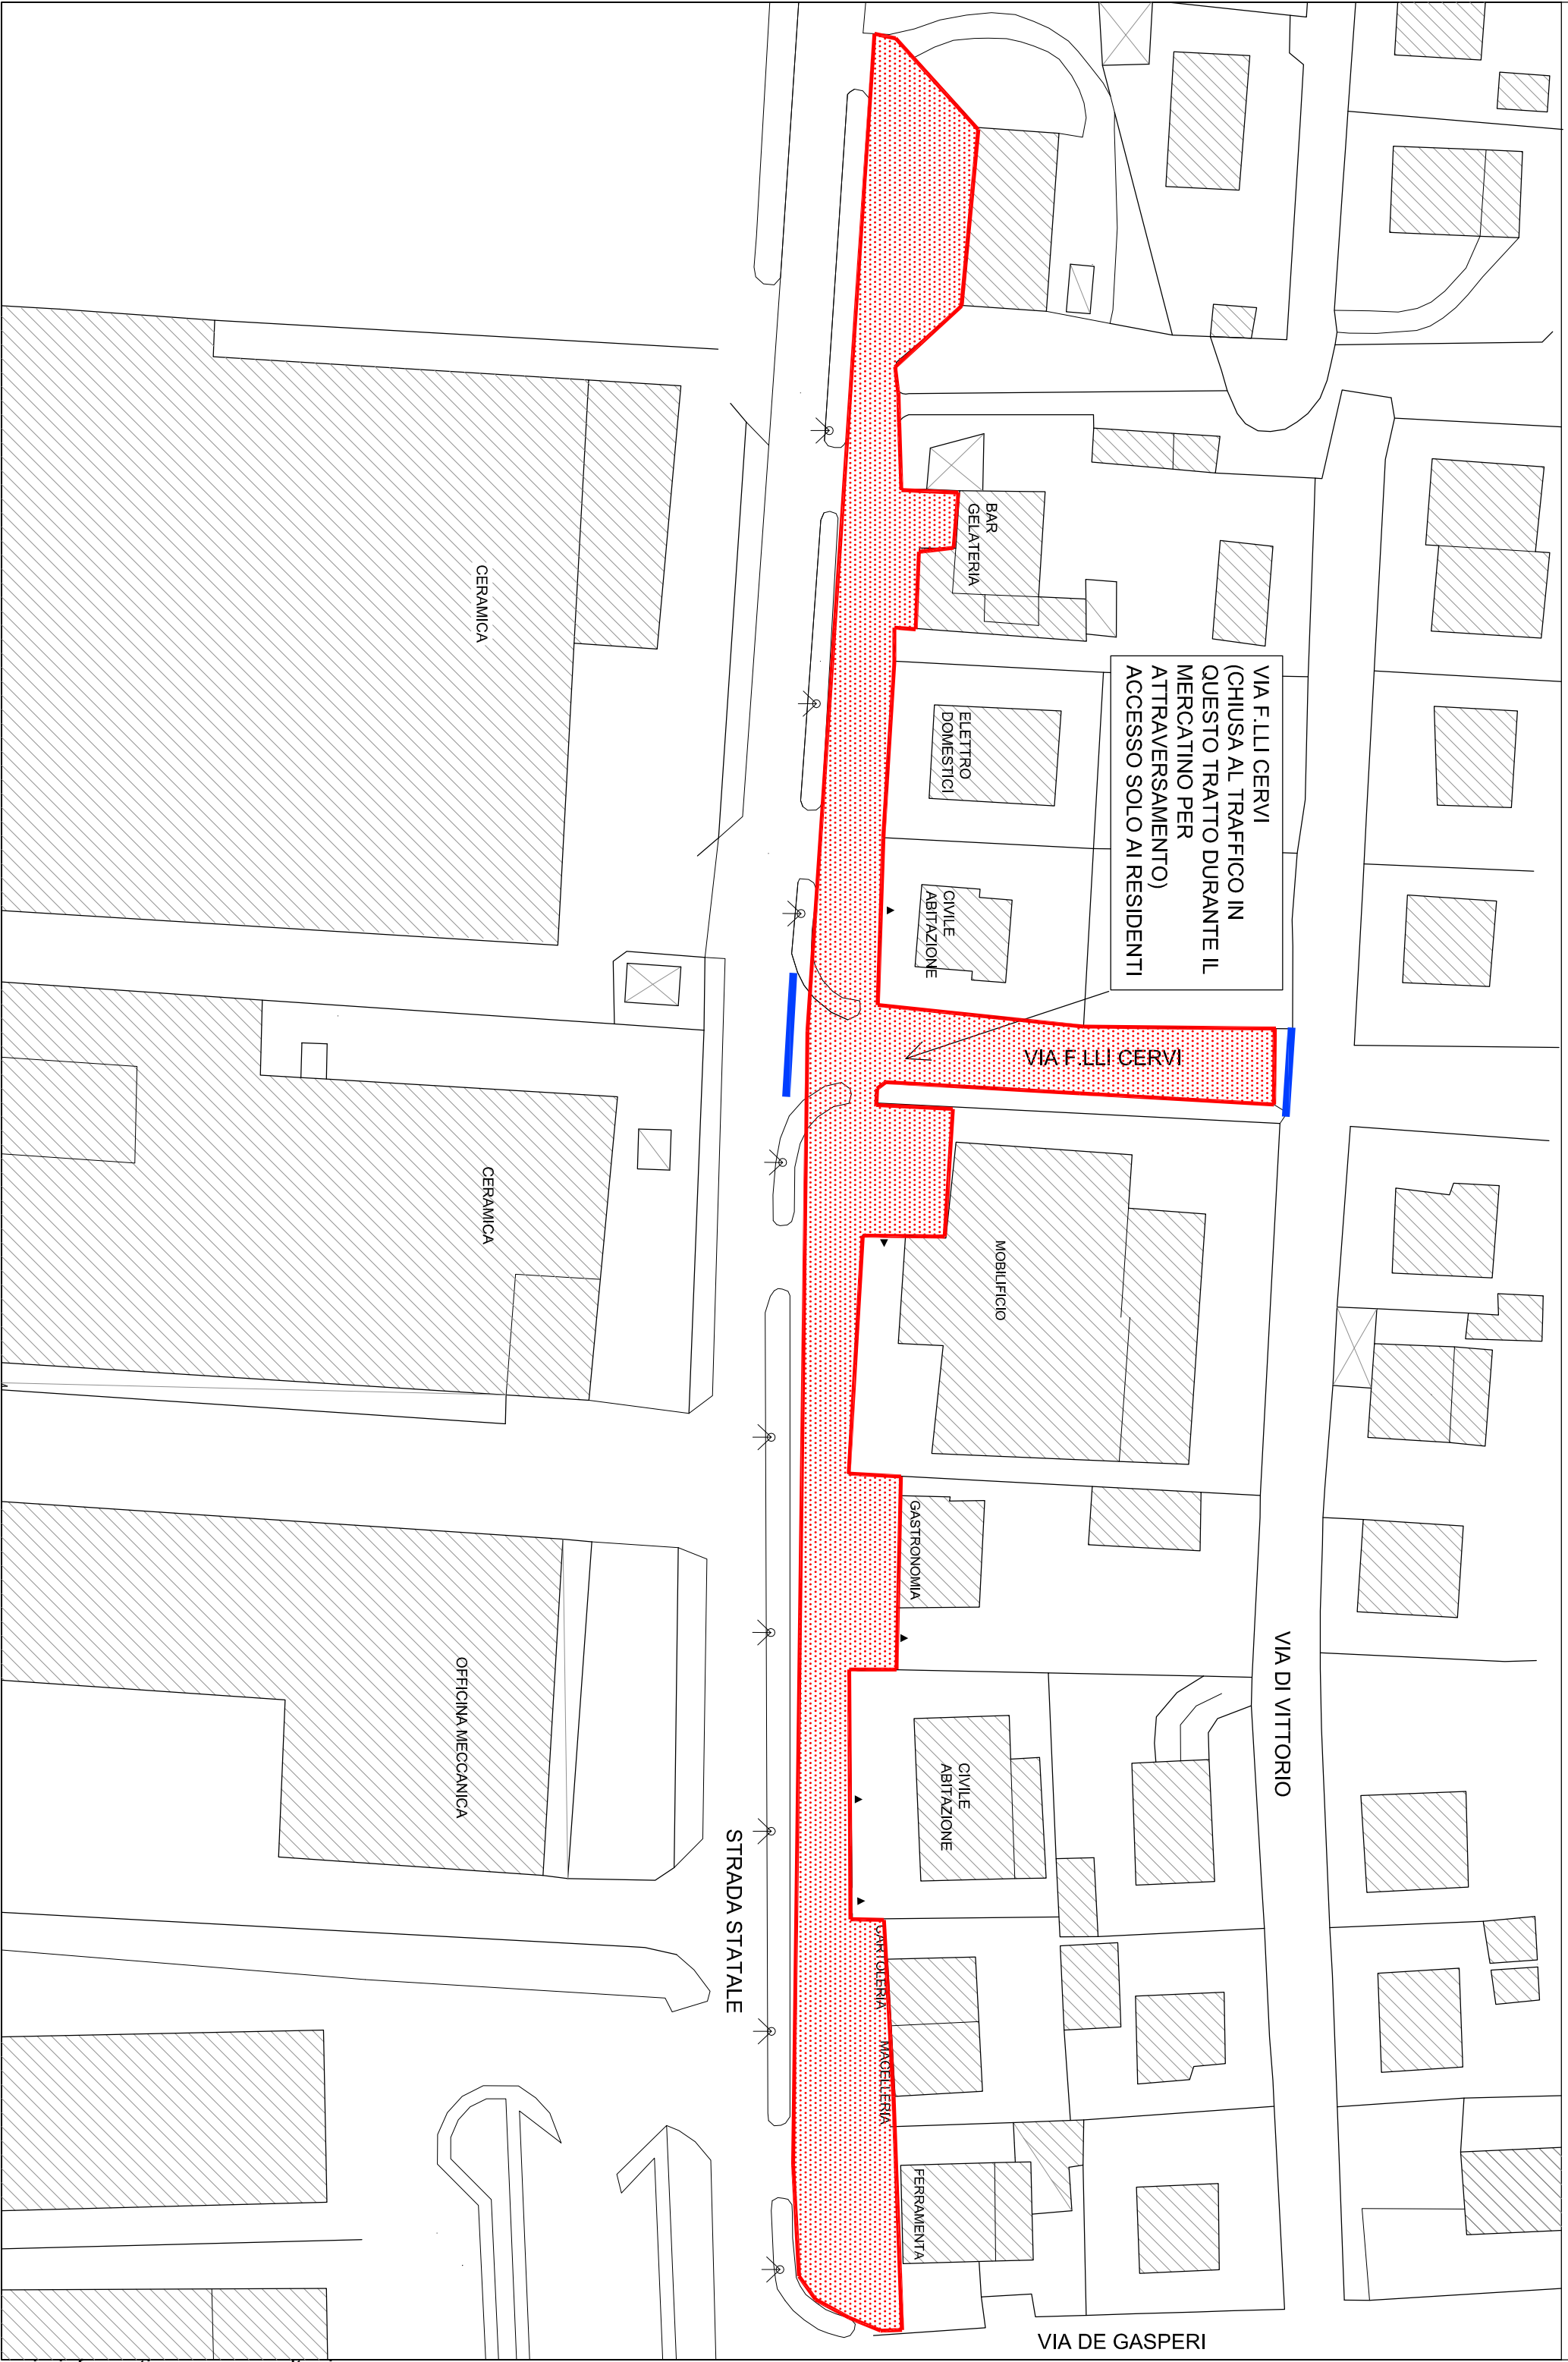 BAR
GELATERIA
ELETTRO
DOMESTICI
VIA F.LLI CERVI
(CHIUSA AL TRAFFICO IN
QUESTO TRATTO DURANTE IL
MERCATINO PER
ATTRAVERSAMENTO)
ACCESSO SOLO AI RESIDENTI
CERAMICA
CIVILE
ABITAZIONE
VIA F.LLI CERVI
CERAMICA
MOBILIFICIO
GASTRONOMIA
OFFICINA MECCANICA
VIA DI VITTORIO
CIVILE
ABITAZIONE
STRADA STATALE
CARTOLERIA
MACELLERIA
FERRAMENTA
VIA DE GASPERI